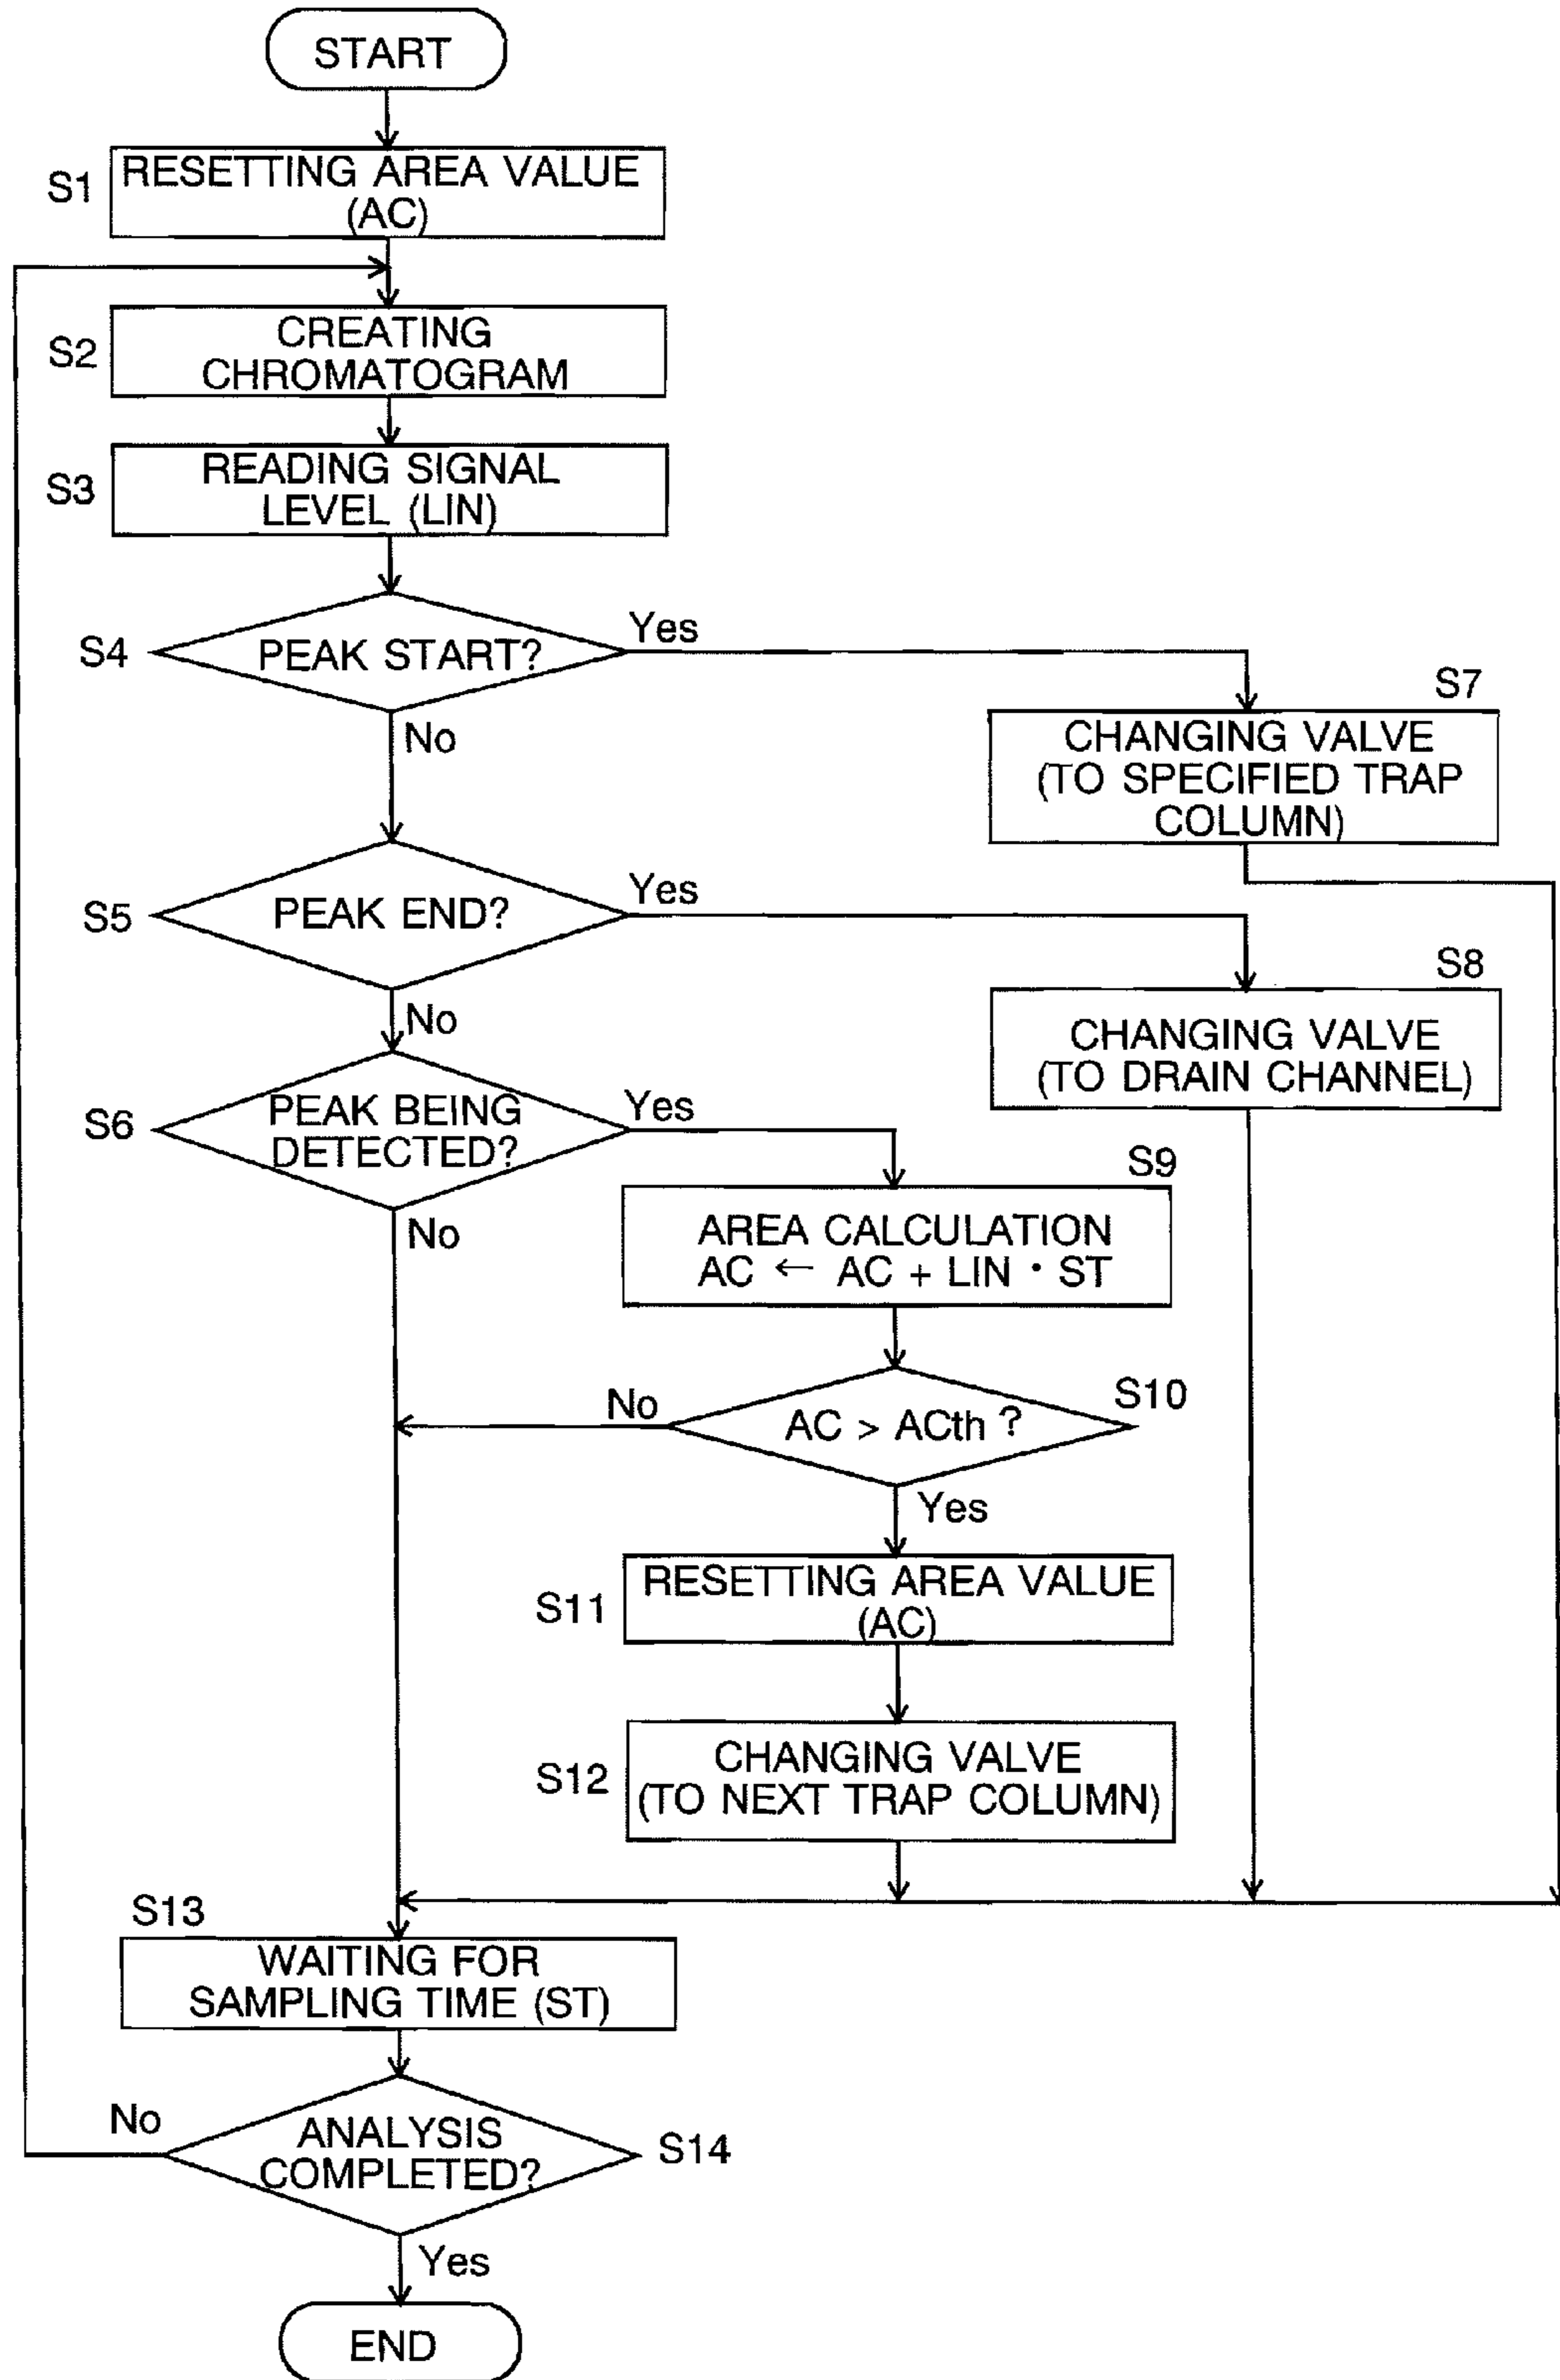 START
S1
RESETTING AREA VALUE
(AC)
S2
CREATING
CHROMATOGRAM
S3
READING SIGNAL
LEVEL (LIN)
S4
PEAK START?
Yes
No
S7
CHANGING VALVE
(TO SPECIFIED TRAP
COLUMN)
S5
PEAK END?
Yes
No
S8
CHANGING VALVE
(TO DRAIN CHANNEL)
S6
PEAK BEING
DETECTED?
Yes
No
S9
AREA CALCULATION
AC ← AC + LIN · ST
S10
AC > ACth ?
No
Yes
S11
RESETTING AREA VALUE
(AC)
S12
CHANGING VALVE
(TO NEXT TRAP COLUMN)
S13
WAITING FOR
SAMPLING TIME (ST)
S14
ANALYSIS
COMPLETED?
No
Yes
END